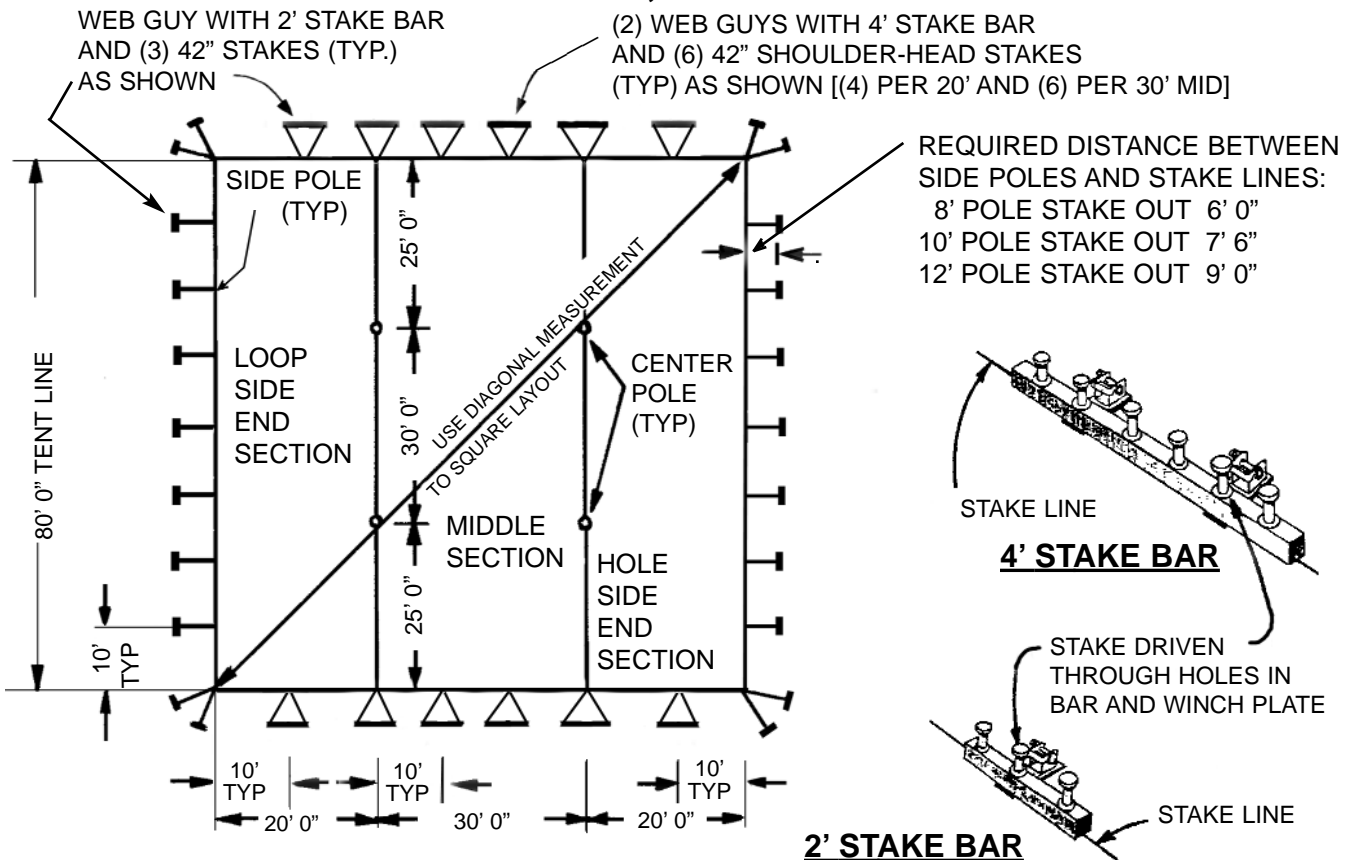 WEB GUY WITH 2’ STAKE BAR
AND (3) 42” STAKES (TYP.)
AS SHOWN
(2) WEB GUYS WITH 4’ STAKE BAR
AND (6) 42” SHOULDER-HEAD STAKES
(TYP) AS SHOWN [(4) PER 20’ AND (6) PER 30’ MID]
REQUIRED DISTANCE BETWEEN
SIDE POLES AND STAKE LINES:
8’ POLE STAKE OUT 6’ 0”
10’ POLE STAKE OUT 7’ 6”
12’ POLE STAKE OUT 9’ 0”
SIDE POLE
(TYP)
25’ 0”
USE DIAGONAL MEASUREMENT
TO SQUARE LAYOUT
LOOP
SIDE
END
SECTION
30’ 0”
CENTER
POLE
(TYP)
80’ 0” TENT LINE
MIDDLE
SECTION
25’ 0”
HOLE
SIDE
END
SECTION
10’
TYP
STAKE LINE
4’ STAKE BAR
STAKE DRIVEN
THROUGH HOLES IN
BAR AND WINCH PLATE
10’
TYP
10’
TYP
10’
TYP
20’ 0”
30’ 0”
20’ 0”
STAKE LINE
2’ STAKE BAR